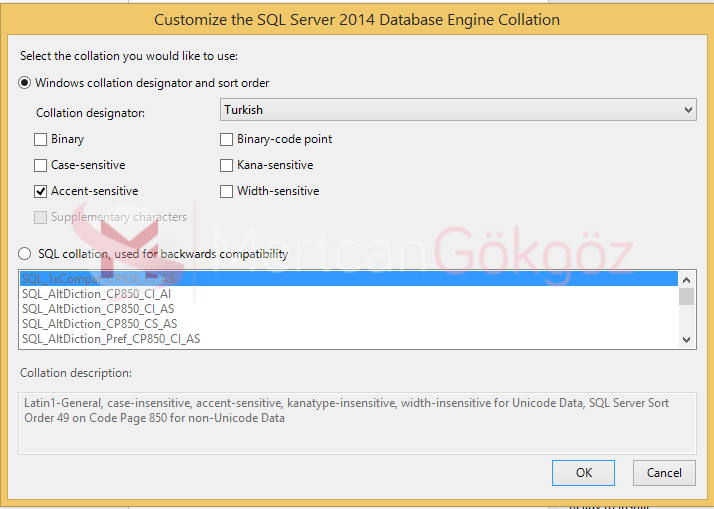 Customize the SQL Server 2014 Database Engine Collation
Select the collation you would like to use:
Windows collation designator and sort order
Collation designator:
Turkish
Binary
Binary-code point
Case-sensitive
Kana-sensitive
Accent-sensitive
Width-sensitive
Supplementary characters
MertcanGökgöz
SQL collation, used for backwards compatibility
SQL_1xCompat_CP850_CI_AS
SQL_AltDiction_CP850_CI_AI
SQL_AltDiction_CP850_CI_AS
SQL_AltDiction_CP850_CS_AS
SQL_AltDiction_Pref_CP850_CI_AS
Collation description:
Latin1-General, case-insensitive, accent-sensitive, kanatype-insensitive, width-insensitive for Unicode Data, SQL Server Sort
Order 49 on Code Page 850 for non-Unicode Data
OK
Cancel